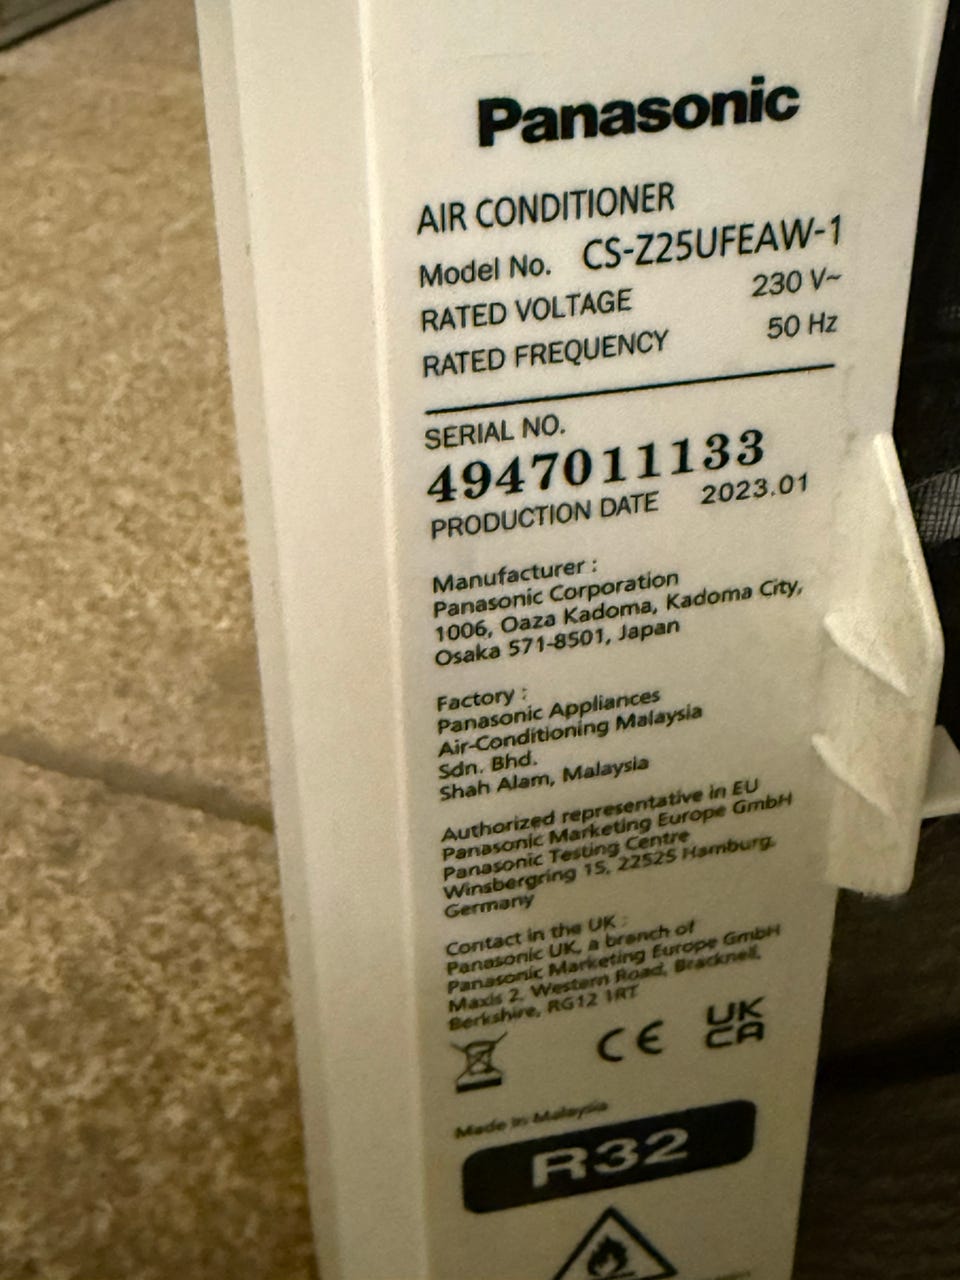 Panasonic
AIR CONDITIONER
Model No. CS-Z25UFEAW-1
RATED VOLTAGE 230 V~
RATED FREQUENCY 50 Hz
SERIAL NO.
4947011133
PRODUCTION DATE 2023.01
Manufacturer :
Panasonic Corporation
1006, Oaza Kadoma, Kadoma City,
Osaka 571-8501, Japan
Factory :
Panasonic Appliances
Air-Conditioning Malaysia
Sdn. Bhd.
Shah Alam, Malaysia
Authorized representative in EU
Panasonic Marketing Europe GmbH
Panasonic Testing Centre
Winsbergring 15, 22525 Hamburg,
Germany
Contact in the UK :
Panasonic UK, a branch of
Panasonic Marketing Europe GmbH
Maxis 2, Western Road, Bracknell,
Berkshire, RG12 1RT
CE UK
CA
Made in Malaysia
R32